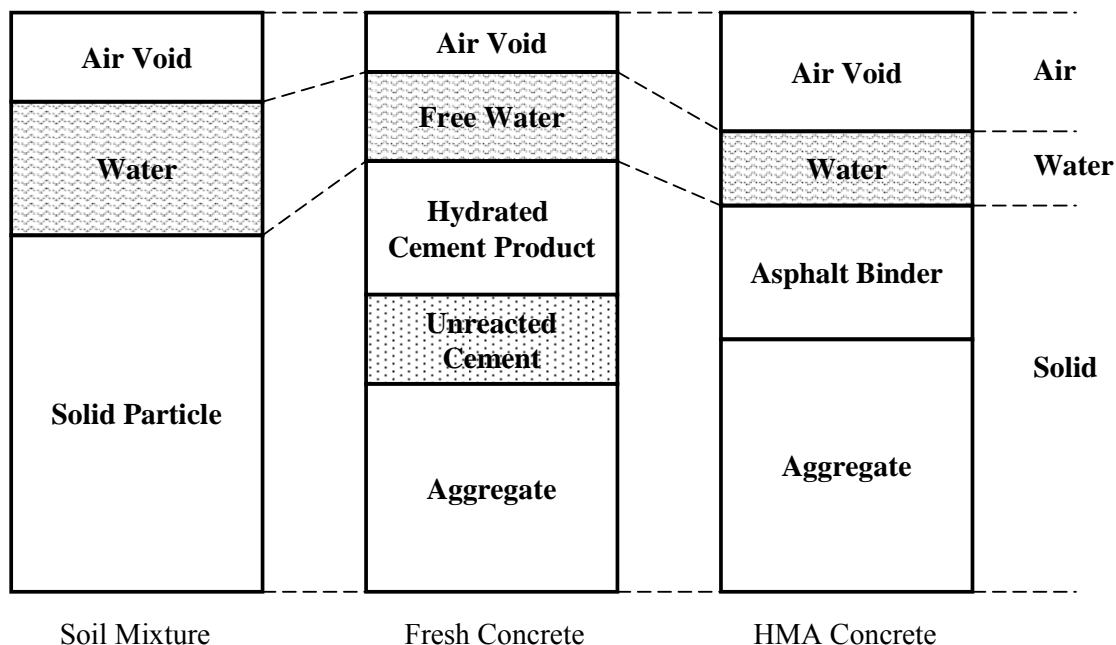 Air Void
Water
Solid Particle
Soil Mixture
Air Void
Free Water
Hydrated
Cement Product
Unreacted
Cement
Aggregate
Fresh Concrete
Air Void
Water
Asphalt Binder
Aggregate
HMA Concrete
Air
Water
Solid